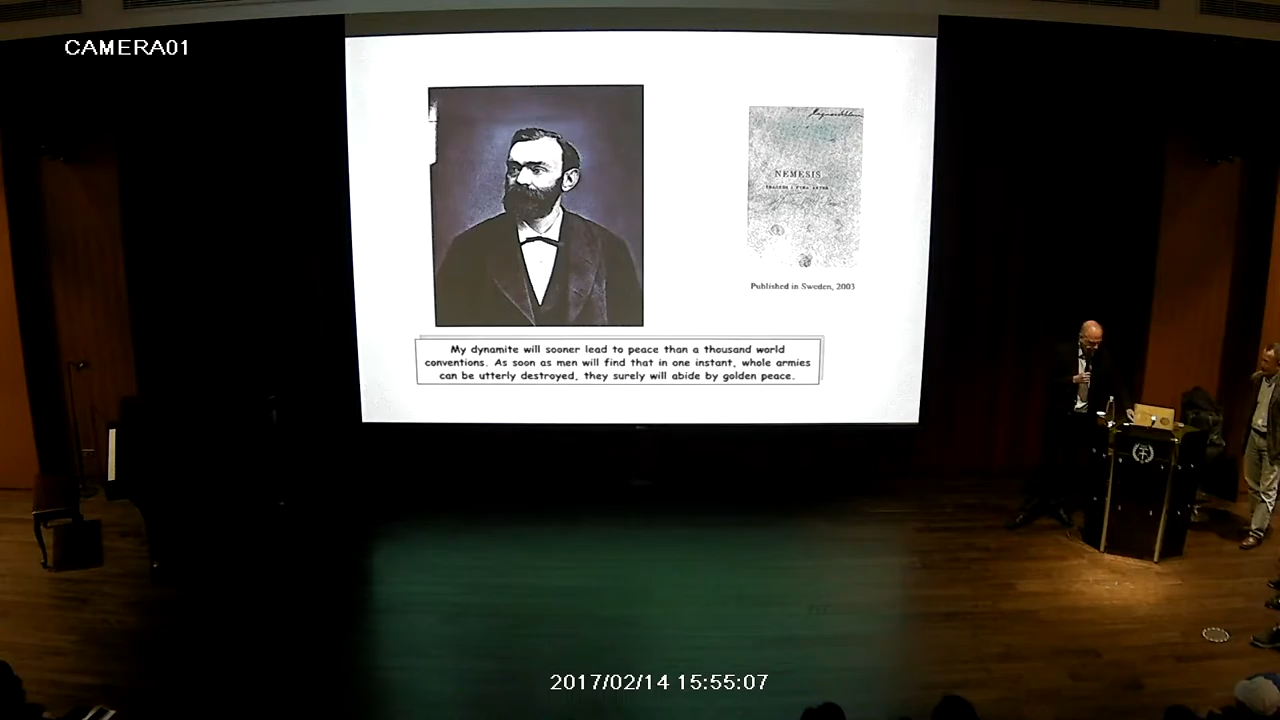 CAMERA01
NEMESIS
Published in Sweden, 2003
My dynamite will sooner lead to peace than a thousand world
conventions. As soon as men will find that in one instant, whole armies
can be utterly destroyed, they surely will abide by golden peace.
2017/02/14 15:55:07